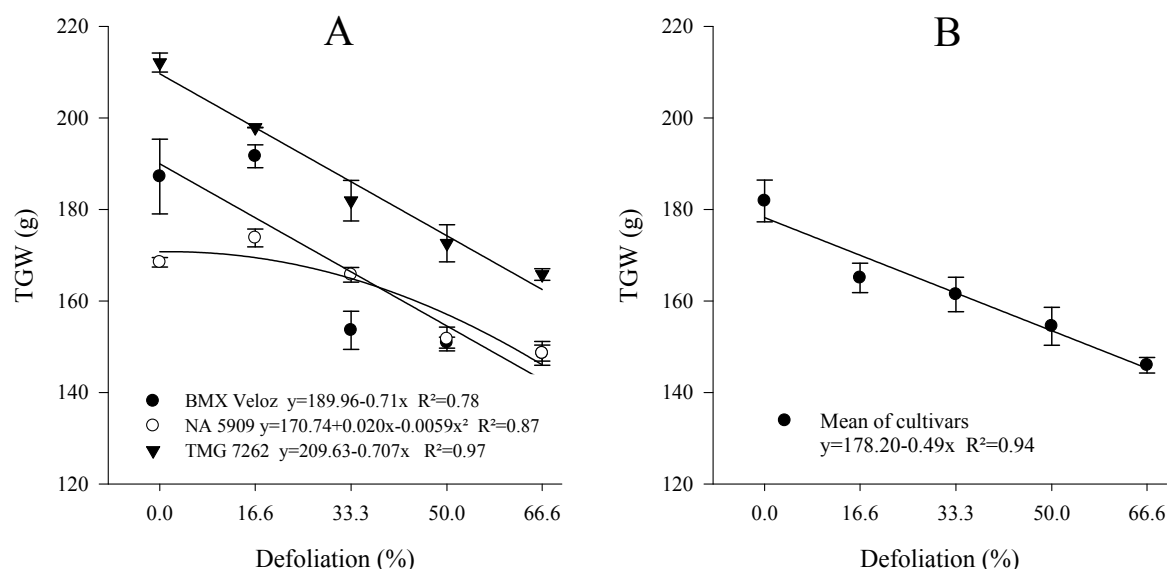 A
TGW (g)
220
200
180
160
140
120
BMX Veloz y=189.96-0.71x R²=0.78
NA 5909 y=170.74+0.020x-0.0059x² R²=0.87
TMG 7262 y=209.63-0.707x R²=0.97
0.0 16.6 33.3 50.0 66.6
Defoliation (%)
B
TGW (g)
220
200
180
160
140
120
Mean of cultivars
y=178.20-0.49x R²=0.94
0.0 16.6 33.3 50.0 66.6
Defoliation (%)